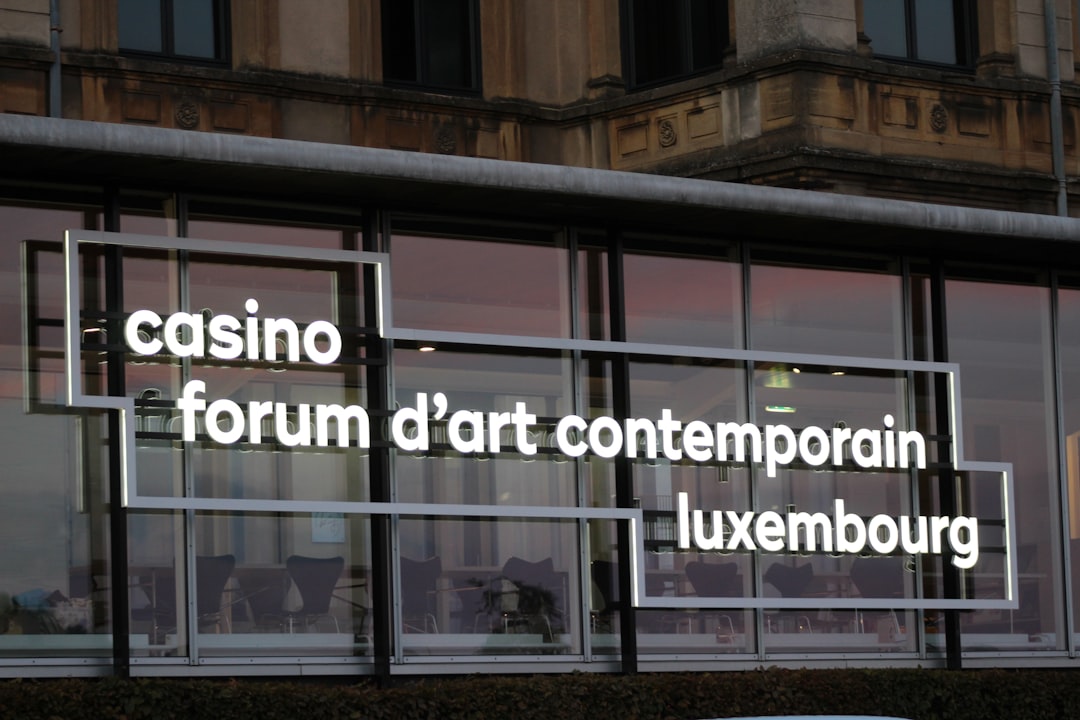 casino
forum d’art contemporain
luxembourg